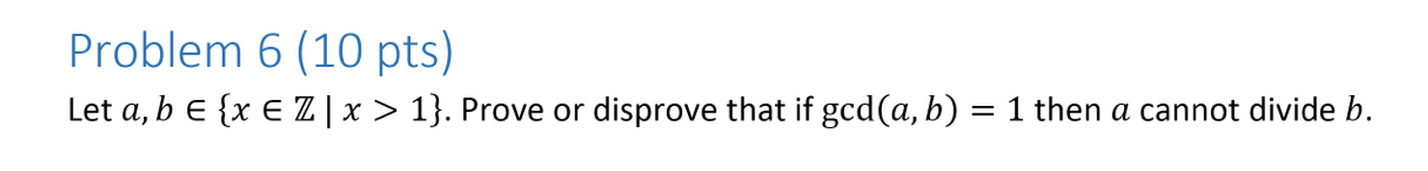 Problem 6 (10 pts)
Let 𝑎, 𝑏 ∈ {𝑥 ∈ ℤ | 𝑥 > 1}. Prove or disprove that if gcd(𝑎, 𝑏) = 1 then 𝑎 cannot divide 𝑏.